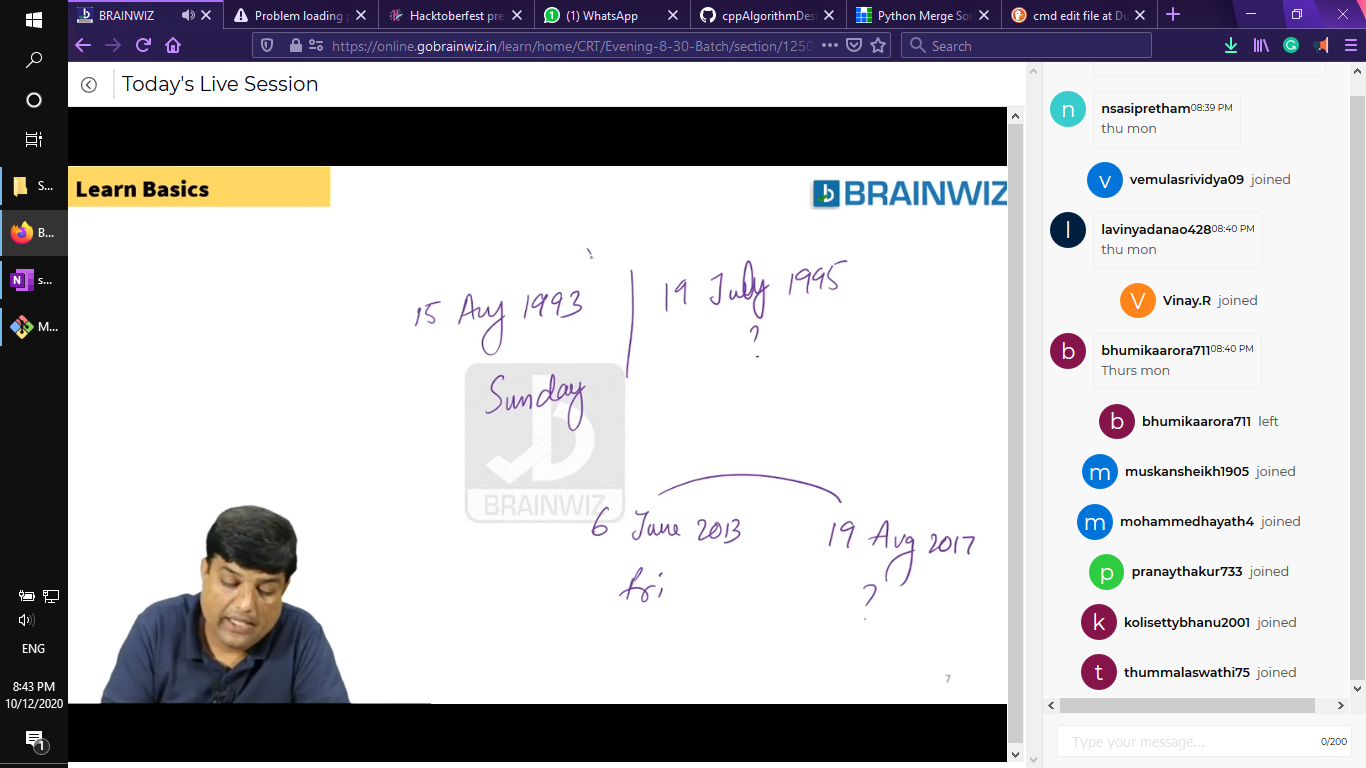 BRAINWIZ
Problem loading p
Hacktoberfest pre
(1) WhatsApp
cppAlgorithmDes
Python Merge Sor
cmd edit file at Du
https://online.gobrainwiz.in/learn/home/CRT/Evening-8-30-Batch/section/1250
Search
Today's Live Session
Learn Basics
BRAINWIZ
15 Aug 1993
19 July 1995
?
Sunday
BRAINWIZ
6 June 2013
19 Aug 2017
fri
?
7
n
nsasipretham 08:39 PM
thu mon
v
vemulasrividya09 joined
l
lavinyadanao428 08:40 PM
thu mon
V
Vinay.R joined
b
bhumikaarora711 08:40 PM
Thurs mon
b
bhumikaarora711 left
m
muskansheikh1905 joined
m
mohammedhayath4 joined
p
pranaythakur733 joined
k
kolisettybhanu2001 joined
t
thummalaswathi75 joined
Type your message...
0/200
S...
B...
N
s...
M...
ENG
8:43 PM
10/12/2020
1